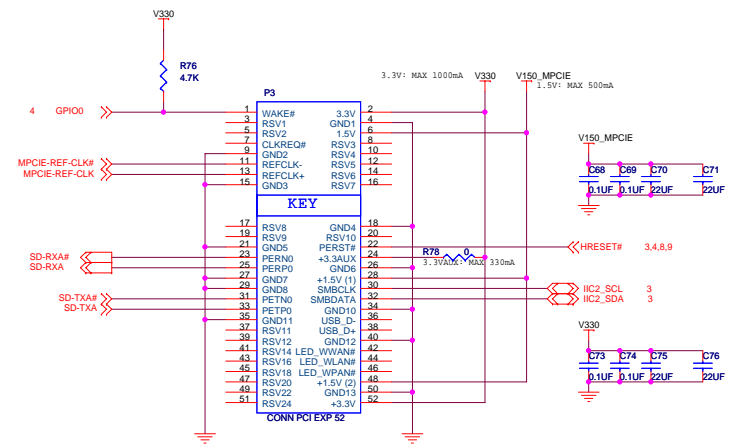 V330
R76
4.7K
3.3V: MAX 1000mA
V330
V150_MPCIE
1.5V: MAX 500mA
P3
4 GPIO0
1 WAKE# 3.3V 2
3 RSV1 GND1 4
5 RSV2 1.5V 6
7 CLKREQ# RSV3 8
9 GND2 RSV4 10
MPCIE-REF-CLK# 11 REFCLK- RSV5 12
MPCIE-REF-CLK 13 REFCLK+ RSV6 14
15 GND3 RSV7 16
KEY
17 RSV8 GND4 18
19 RSV9 RSV10 20
21 GND5 PERST# 22 HRESET# 3,4,8,9
SD-RXA# 23 PERN0 +3.3AUX 24 R78 0
3.3VAUX: MAX 330mA
SD-RXA 25 PERP0 GND6 26
27 GND7 +1.5V (1) 28
29 GND8 SMBCLK 30 IIC2_SCL 3
SD-TXA# 31 PETN0 SMBDATA 32 IIC2_SDA 3
SD-TXA 33 PETP0 GND10 34
35 GND11 USB_D- 36
37 RSV11 USB_D+ 38
39 RSV12 GND12 40
41 RSV14 LED_WWAN# 42
43 RSV16 LED_WLAN# 44
45 RSV18 LED_WPAN# 46
47 RSV20 +1.5V (2) 48
49 RSV22 GND13 50
51 RSV24 +3.3V 52
CONN PCI EXP 52
V150_MPCIE
C68 C69 C70 C71
0.1UF 0.1UF 22UF 22UF
V330
C73 C74 C75 C76
0.1UF 0.1UF 22UF 22UF